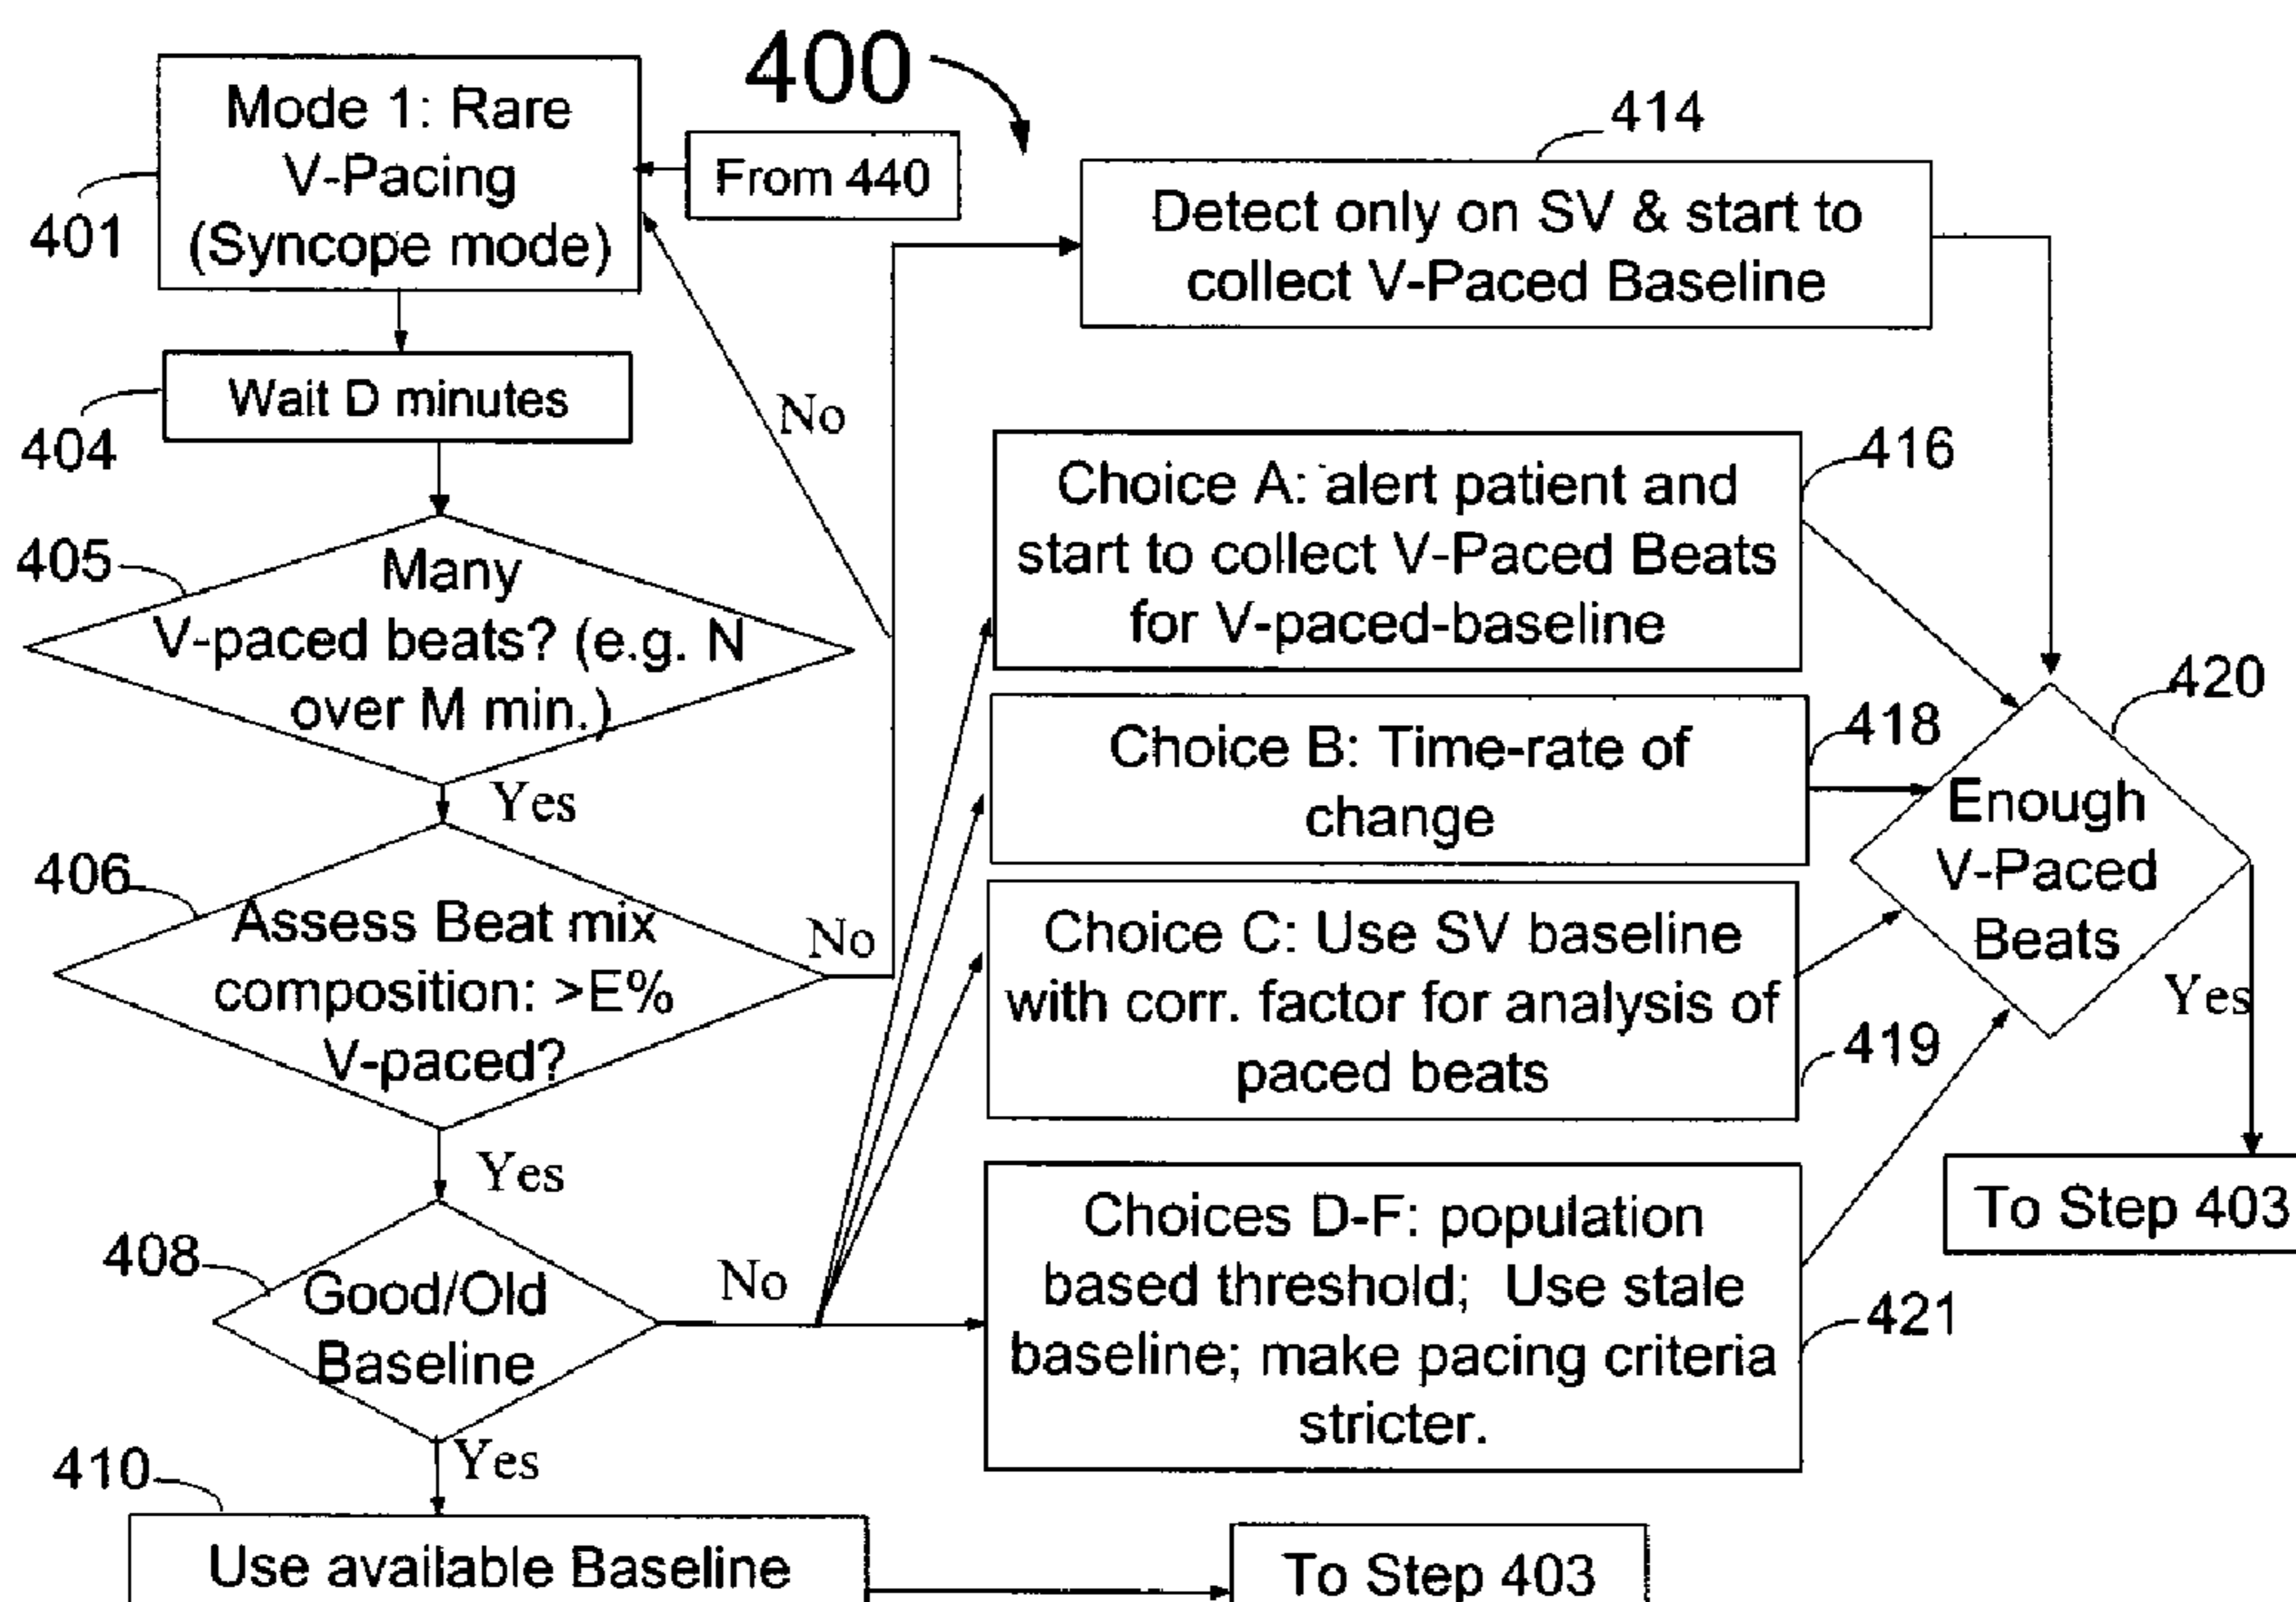 400
Mode 1: Rare
V-Pacing
(Syncope mode)
401
From 440
414
Detect only on SV & start to
collect V-Paced Baseline
Wait D minutes
404
No
405
Many
V-paced beats? (e.g. N
over M min.)
Yes
416
Choice A: alert patient and
start to collect V-Paced Beats
for V-paced-baseline
418
Choice B: Time-rate of
change
420
Enough
V-Paced
Beats
Yes
406
Assess Beat mix
composition: >E%
V-paced?
No
Yes
Choice C: Use SV baseline
with corr. factor for analysis of
paced beats
419
To Step 403
408
Good/Old
Baseline
No
Yes
Choices D-F: population
based threshold; Use stale
baseline; make pacing criteria
stricter.
421
410
Use available Baseline
To Step 403